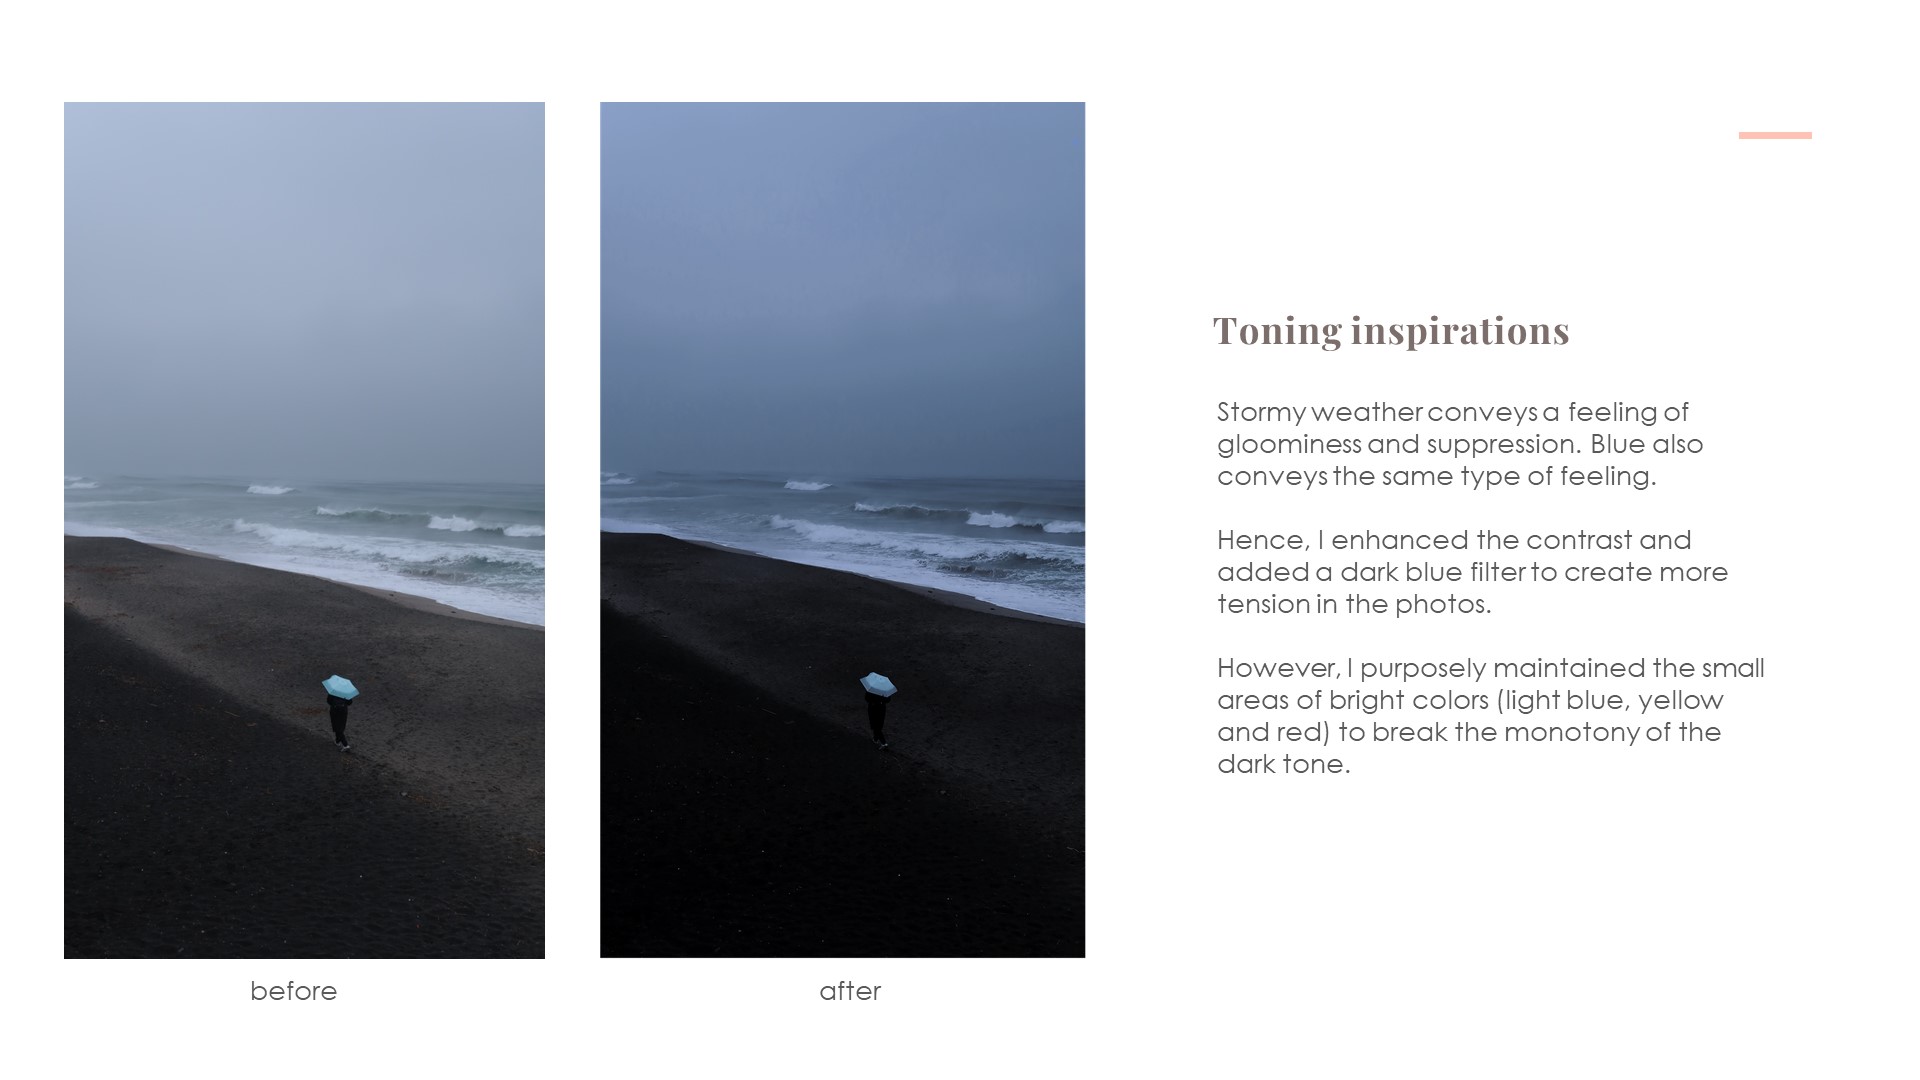 Toning inspirations
Stormy weather conveys a feeling of
gloominess and suppression. Blue also
conveys the same type of feeling.
Hence, I enhanced the contrast and
added a dark blue filter to create more
tension in the photos.
However, I purposely maintained the small
areas of bright colors (light blue, yellow
and red) to break the monotony of the
dark tone.
before
after